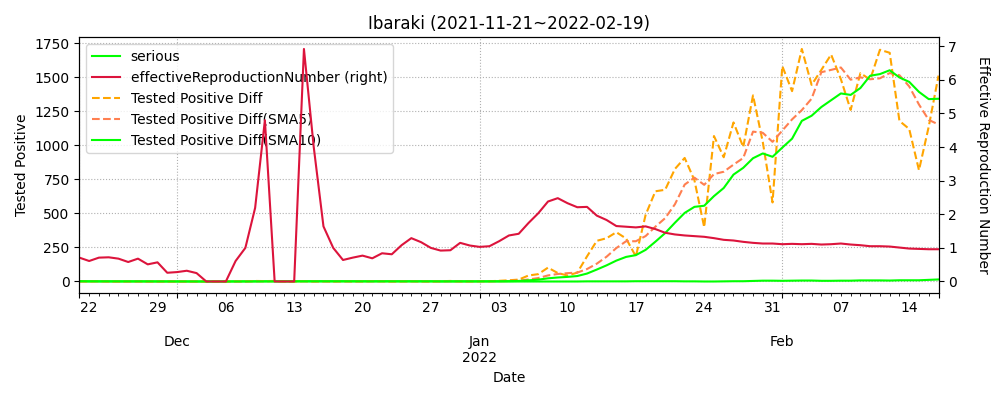 Ibaraki (2021-11-21~2022-02-19)
serious
effectiveReproductionNumber (right)
Tested Positive Diff
Tested Positive Diff(SMA5)
Tested Positive Diff(SMA10)
Tested Positive
1750
1500
1250
1000
750
500
250
0
7
6
5
4
3
2
1
0
Effective Reproduction Number
22 29 06 13 20 27 03 10 17 24 31 07 14
Dec Jan Feb
2022
Date